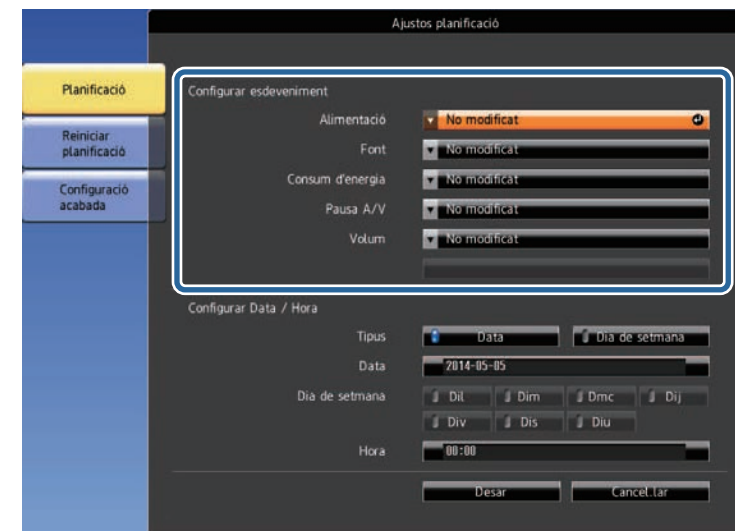 Ajustos planificació
Planificació
Reiniciar
planificació
Configuració
acabada
Configurar esdeveniment
Alimentació No modificat
Font No modificat
Consum d'energia No modificat
Pausa A/V No modificat
Volum No modificat
Configurar Data / Hora
Tipus Data Dia de setmana
Data 2014-05-05
Dia de setmana Dil Dim Dmc Dij
Div Dis Diu
Hora 00:00
Desar Cancel.lar